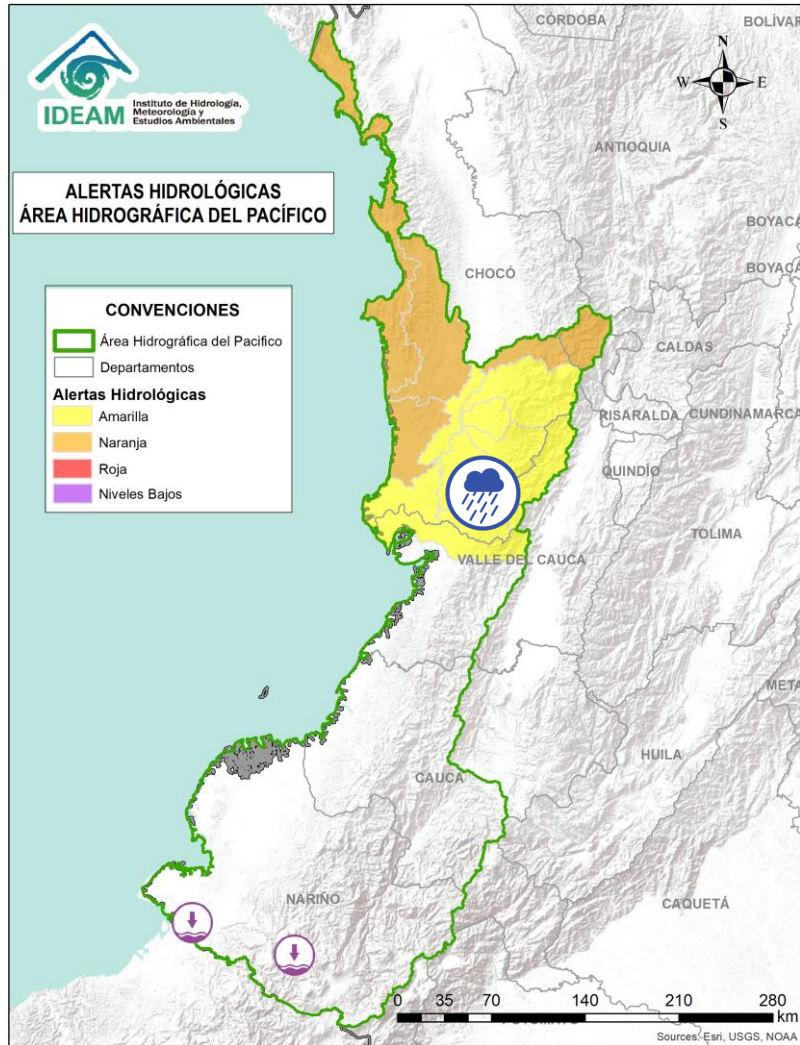 IDEAM
Instituto de Hidrología,
Meteorología y
Estudios Ambientales
ALERTAS HIDROLÓGICAS
ÁREA HIDROGRÁFICA DEL PACÍFICO
CONVENCIONES
Área Hidrográfica del Pacifico
Departamentos
Alertas Hidrológicas
Amarilla
Naranja
Roja
Niveles Bajos
N
W E
S
CÓRDOBA
BOLÍVAR
ANTIOQUIA
BOYACÁ
BOYACÁ
CHOCÓ
CALDAS
RISARALDA
CUNDINAMARCA
QUINDÍO
TOLIMA
VALLE DEL CAUCA
META
HUILA
CAUCA
NARIÑO
CAQUETÁ
0 35 70 140 210 280
km
Sources: Esri, USGS, NOAA